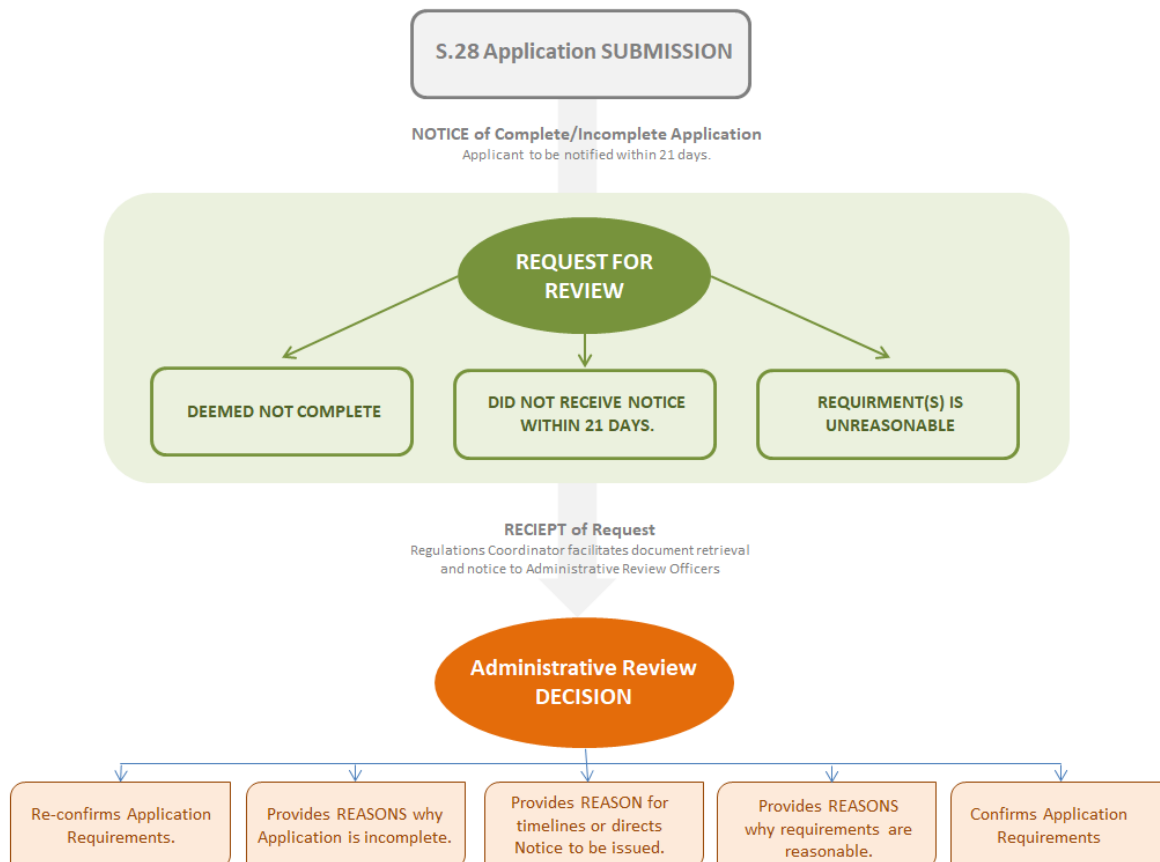 S.28 Application SUBMISSION
NOTICE of Complete/Incomplete Application
Applicant to be notified within 21 days.
REQUEST FOR
REVIEW
DEEMED NOT COMPLETE
DID NOT RECEIVE NOTICE
WITHIN 21 DAYS.
REQUIRMENT(S) IS
UNREASONABLE
RECIEPT of Request
Regulations Coordinator facilitates document retrieval
and notice to Administrative Review Officers
Administrative Review
DECISION
Re-confirms Application
Requirements.
Provides REASONS why
Application is incomplete.
Provides REASON for
timelines or directs
Notice to be issued.
Provides REASONS
why requirements are
reasonable.
Confirms Application
Requirements